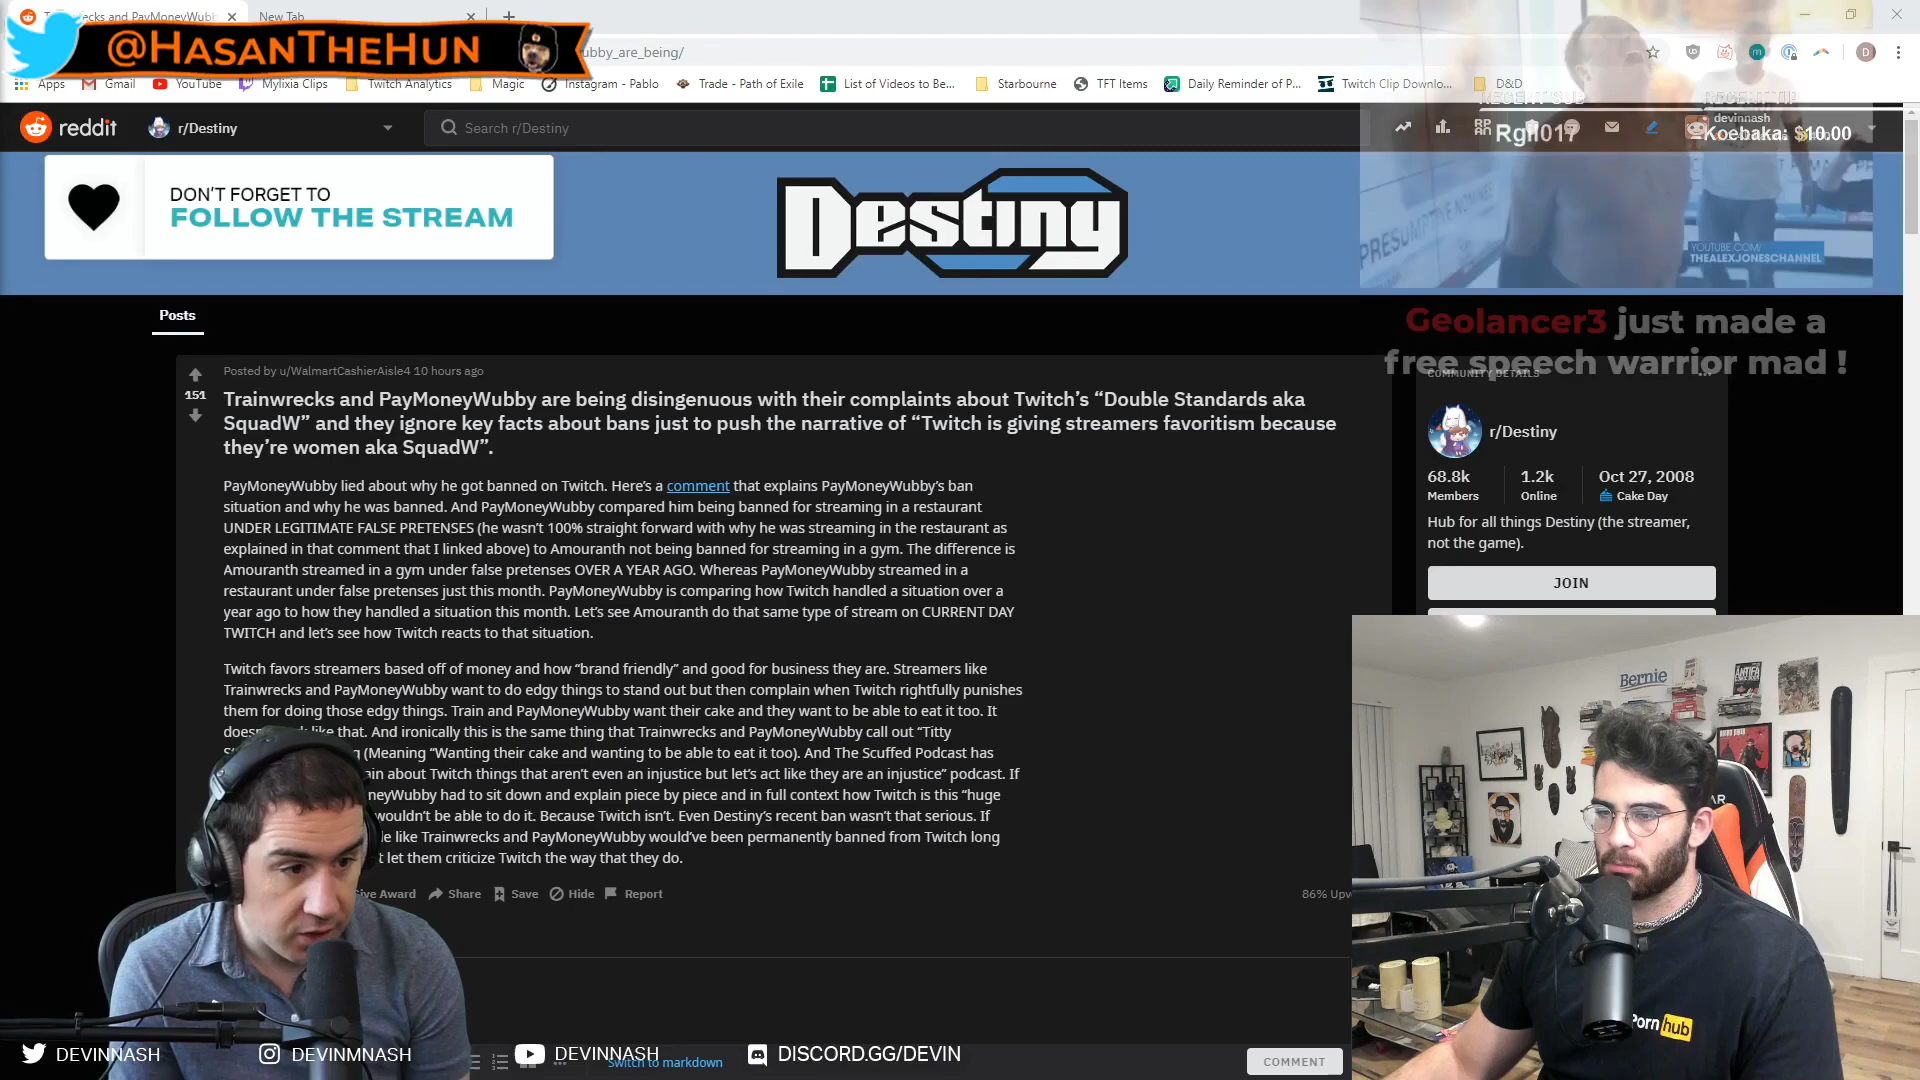 Trainwrecks and PayMoneyWubb
New Tab
@HasanTheHun
ubby_are_being/
Apps
Gmail
YouTube
Mylixia Clips
Twitch Analytics
Magic
Instagram - Pablo
Trade - Path of Exile
List of Videos to Be...
Starbourne
TFT Items
Daily Reminder of P...
Twitch Clip Downlo...
D&D
reddit
r/Destiny
Search r/Destiny
RECENT SUB
Rgll017
devinnash
Koebaka: $10.00
DON'T FORGET TO
FOLLOW THE STREAM
Destiny
PRESUMPTIVE NOMINEE
YOUTUBE.COM/
THEALEXJONESCHANNEL
Geolancer3 just made a
free speech warrior mad !
Posts
Posted by u/WalmartCashierAisle4 10 hours ago
151
Trainwrecks and PayMoneyWubby are being disingenuous with their complaints about Twitch's “Double Standards aka
SquadW” and they ignore key facts about bans just to push the narrative of “Twitch is giving streamers favoritism because
they're women aka SquadW”.
PayMoneyWubby lied about why he got banned on Twitch. Here's a comment that explains PayMoneyWubby's ban
situation and why he was banned. And PayMoneyWubby compared him being banned for streaming in a restaurant
UNDER LEGITIMATE FALSE PRETENSES (he wasn't 100% straight forward with why he was streaming in the restaurant as
explained in that comment that I linked above) to Amouranth not being banned for streaming in a gym. The difference is
Amouranth streamed in a gym under false pretenses OVER A YEAR AGO. Whereas PayMoneyWubby streamed in a
restaurant under false pretenses just this month. PayMoneyWubby is comparing how Twitch handled a situation over a
year ago to how they handled a situation this month. Let's see Amouranth do that same type of stream on CURRENT DAY
TWITCH and let's see how Twitch reacts to that situation.
Twitch favors streamers based off of money and how “brand friendly” and good for business they are. Streamers like
Trainwrecks and PayMoneyWubby want to do edgy things to stand out but then complain when Twitch rightfully punishes
them for doing those edgy things. Train and PayMoneyWubby want their cake and they want to be able to eat it too. It
like that. And ironically this is the same thing that Trainwrecks and PayMoneyWubby call out “Titty
(Meaning “Wanting their cake and wanting to be able to eat it too). And The Scuffed Podcast has
ain about Twitch things that aren't even an injustice but let's act like they are an injustice” podcast. If
neyWubby had to sit down and explain piece by piece and in full context how Twitch is this “huge
wouldn't be able to do it. Because Twitch isn't. Even Destiny's recent ban wasn't that serious. If
le like Trainwrecks and PayMoneyWubby would've been permanently banned from Twitch long
t let them criticize Twitch the way that they do.
Give Award
Share
Save
Hide
Report
86% Upv
COMMUNITY DETAILS
r/Destiny
68.8k
1.2k
Oct 27, 2008
Members
Online
Cake Day
Hub for all things Destiny (the streamer,
not the game).
JOIN
Bernie
ANTIFA
Porn hub
DEVINNASH
DEVINMNASH
DEVINNASH
DISCORD.GG/DEVIN
Switch to markdown
COMMENT